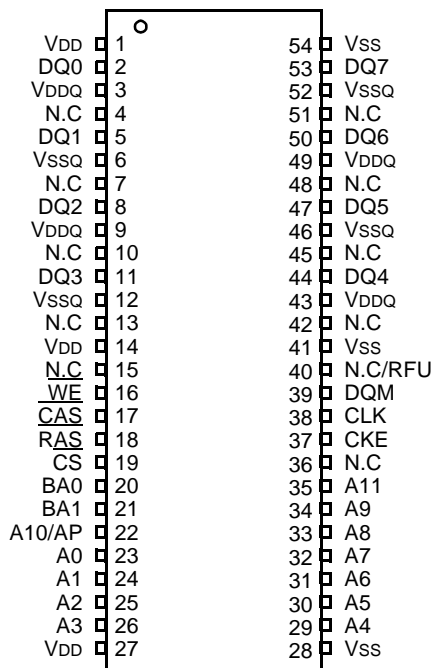 VDD 1 54 VSS
DQ0 2 53 DQ7
VDDQ 3 52 VSSQ
N.C 4 51 N.C
DQ1 5 50 DQ6
VSSQ 6 49 VDDQ
N.C 7 48 N.C
DQ2 8 47 DQ5
VDDQ 9 46 VSSQ
N.C 10 45 N.C
DQ3 11 44 DQ4
VSSQ 12 43 VDDQ
N.C 13 42 N.C
VDD 14 41 VSS
N.C 15 40 N.C/RFU
WE 16 39 DQM
CAS 17 38 CLK
RAS 18 37 CKE
CS 19 36 N.C
BA0 20 35 A11
BA1 21 34 A9
A10/AP 22 33 A8
A0 23 32 A7
A1 24 31 A6
A2 25 30 A5
A3 26 29 A4
VDD 27 28 VSS